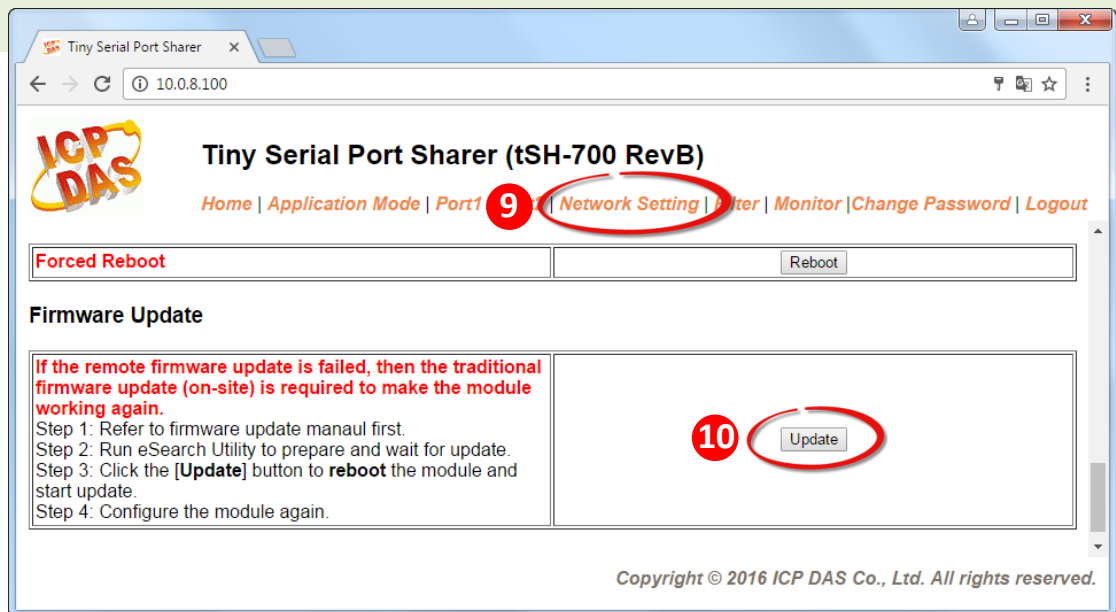 Tiny Serial Port Sharer
10.0.8.100
ICP
DAS
Tiny Serial Port Sharer (tSH-700 RevB)
Home | Application Mode | Port1 9 | Network Setting | | Monitor |Change Password | Logout
Forced Reboot
Reboot
Firmware Update
If the remote firmware update is failed, then the traditional
firmware update (on-site) is required to make the module
working again.
Step 1: Refer to firmware update manaul first.
Step 2: Run eSearch Utility to prepare and wait for update.
Step 3: Click the [Update] button to reboot the module and
start update.
Step 4: Configure the module again.
10
Update
Copyright © 2016 ICP DAS Co., Ltd. All rights reserved.